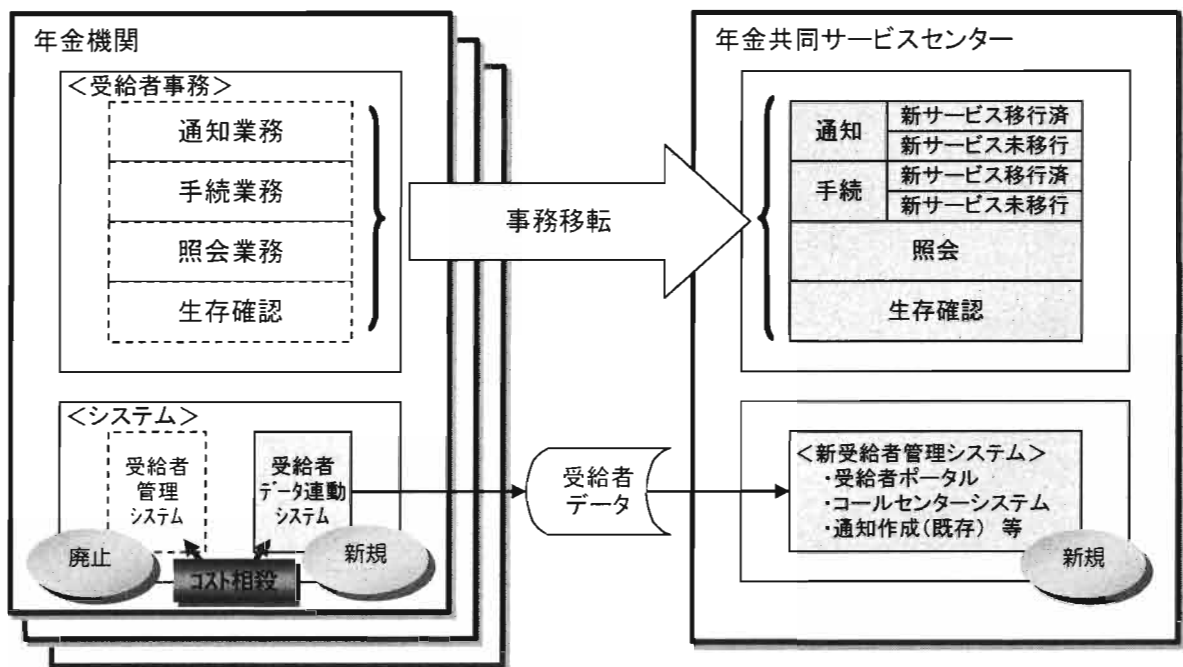 年金機関
＜受給者事務＞
通知業務
手続業務
照会業務
生存確認
事務移転
年金共同サービスセンター
通知
新サービス移行済
新サービス未移行
手続
新サービス移行済
新サービス未移行
照会
生存確認
＜システム＞
受給者
管理
システム
受給者
ﾃﾞｰﾀ連動
システム
廃止
コスト相殺
新規
受給者
データ
＜新受給者管理システム＞
・受給者ポータル
・コールセンターシステム
・通知作成（既存） 等
新規